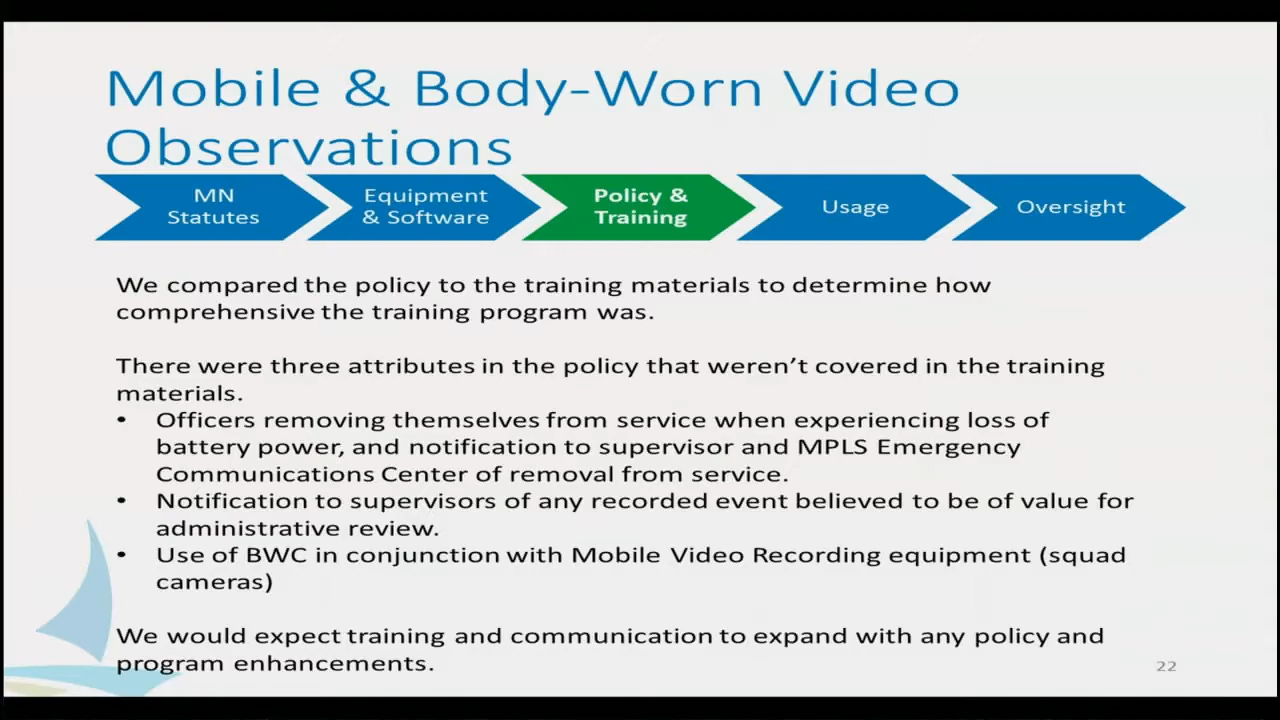 Mobile & Body-Worn Video
Observations
MN
Statutes
Equipment
& Software
Policy &
Training
Usage
Oversight
We compared the policy to the training materials to determine how
comprehensive the training program was.
There were three attributes in the policy that weren’t covered in the training
materials.
• Officers removing themselves from service when experiencing loss of
battery power, and notification to supervisor and MPLS Emergency
Communications Center of removal from service.
• Notification to supervisors of any recorded event believed to be of value for
administrative review.
• Use of BWC in conjunction with Mobile Video Recording equipment (squad
cameras)
We would expect training and communication to expand with any policy and
program enhancements.
22